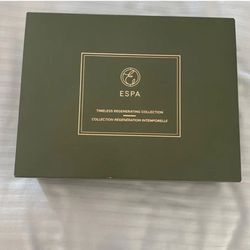 ESPA
TIMELESS REGENERATING COLLECTION
COLLECTION RÉGÉNÉRATION INTEMPORELLE